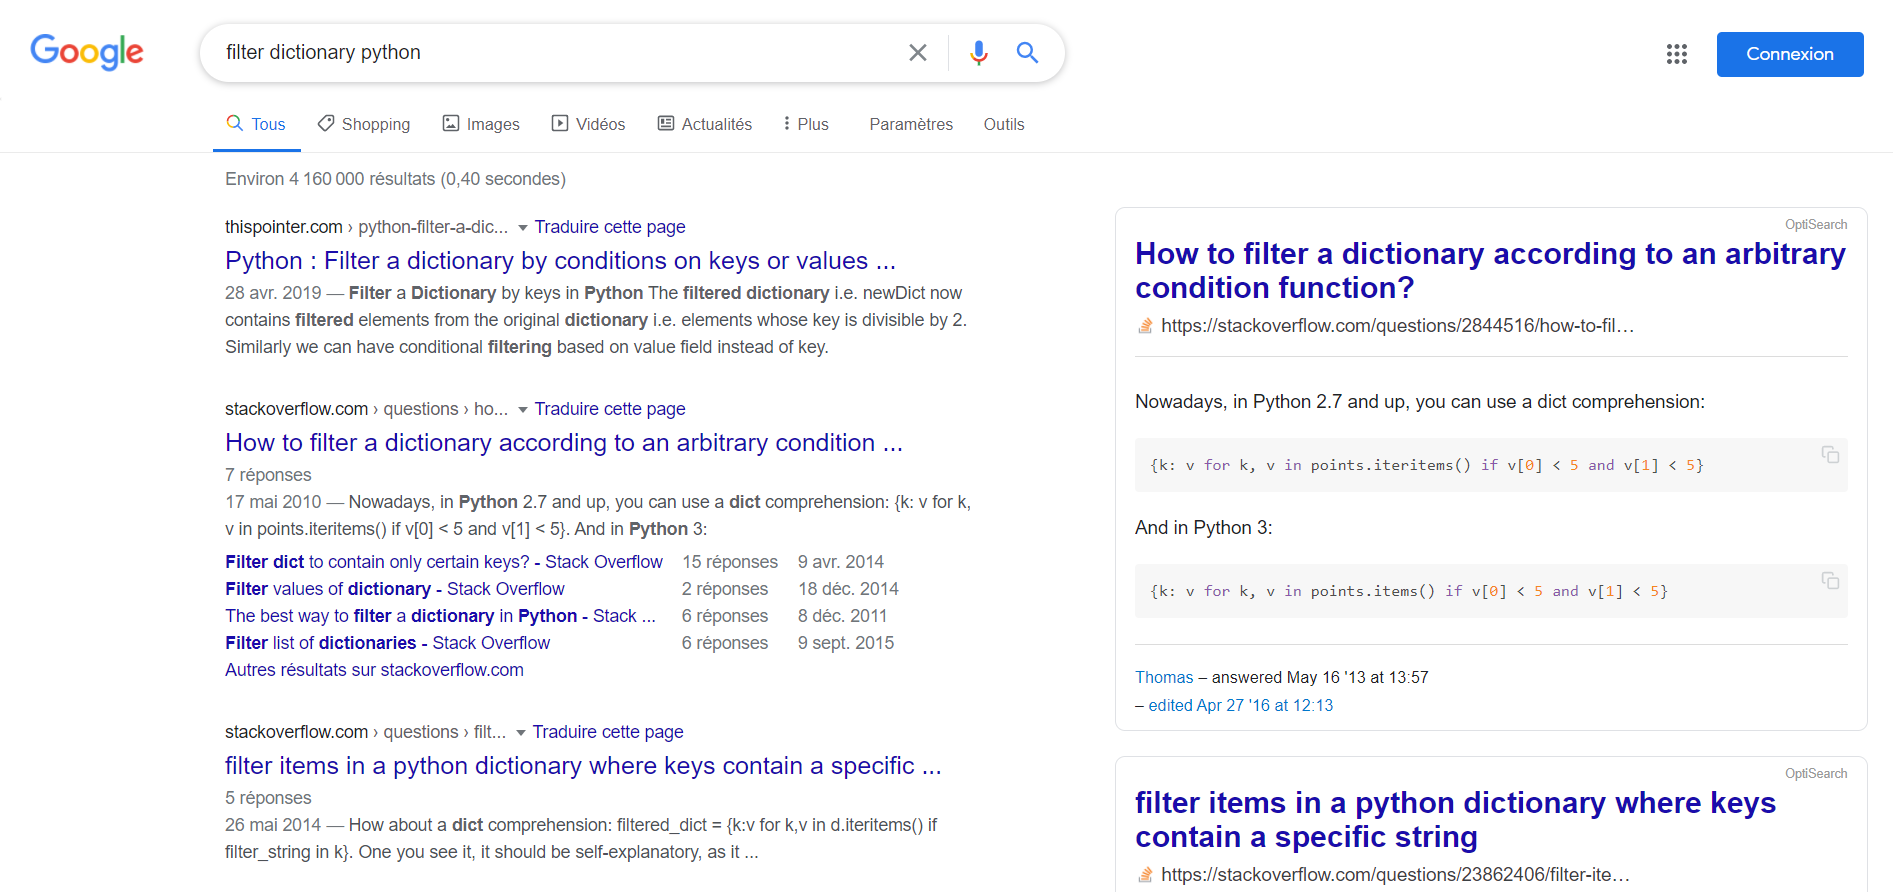 Google
filter dictionary python
Connexion
Tous
Shopping
Images
Vidéos
Actualités
Plus
Paramètres
Outils
Environ 4 160 000 résultats (0,40 secondes)
thispointer.com › python-filter-a-dic... Traduire cette page
Python : Filter a dictionary by conditions on keys or values ...
28 avr. 2019 — Filter a Dictionary by keys in Python The filtered dictionary i.e. newDict now
contains filtered elements from the original dictionary i.e. elements whose key is divisible by 2.
Similarly we can have conditional filtering based on value field instead of key.
stackoverflow.com › questions › ho... Traduire cette page
How to filter a dictionary according to an arbitrary condition ...
7 réponses
17 mai 2010 — Nowadays, in Python 2.7 and up, you can use a dict comprehension: {k: v for k,
v in points.iteritems() if v[0] < 5 and v[1] < 5}. And in Python 3:
Filter dict to contain only certain keys? - Stack Overflow 15 réponses 9 avr. 2014
Filter values of dictionary - Stack Overflow 2 réponses 18 déc. 2014
The best way to filter a dictionary in Python - Stack ... 6 réponses 8 déc. 2011
Filter list of dictionaries - Stack Overflow 6 réponses 9 sept. 2015
Autres résultats sur stackoverflow.com
stackoverflow.com › questions › filt... Traduire cette page
filter items in a python dictionary where keys contain a specific ...
5 réponses
26 mai 2014 — How about a dict comprehension: filtered_dict = {k:v for k,v in d.iteritems() if
filter_string in k}. One you see it, it should be self-explanatory, as it ...
OptiSearch
How to filter a dictionary according to an arbitrary
condition function?
https://stackoverflow.com/questions/2844516/how-to-fil…
Nowadays, in Python 2.7 and up, you can use a dict comprehension:
{k: v for k, v in points.iteritems() if v[0] < 5 and v[1] < 5}
And in Python 3:
{k: v for k, v in points.items() if v[0] < 5 and v[1] < 5}
Thomas – answered May 16 '13 at 13:57
– edited Apr 27 '16 at 12:13
OptiSearch
filter items in a python dictionary where keys
contain a specific string
https://stackoverflow.com/questions/23862406/filter-ite…